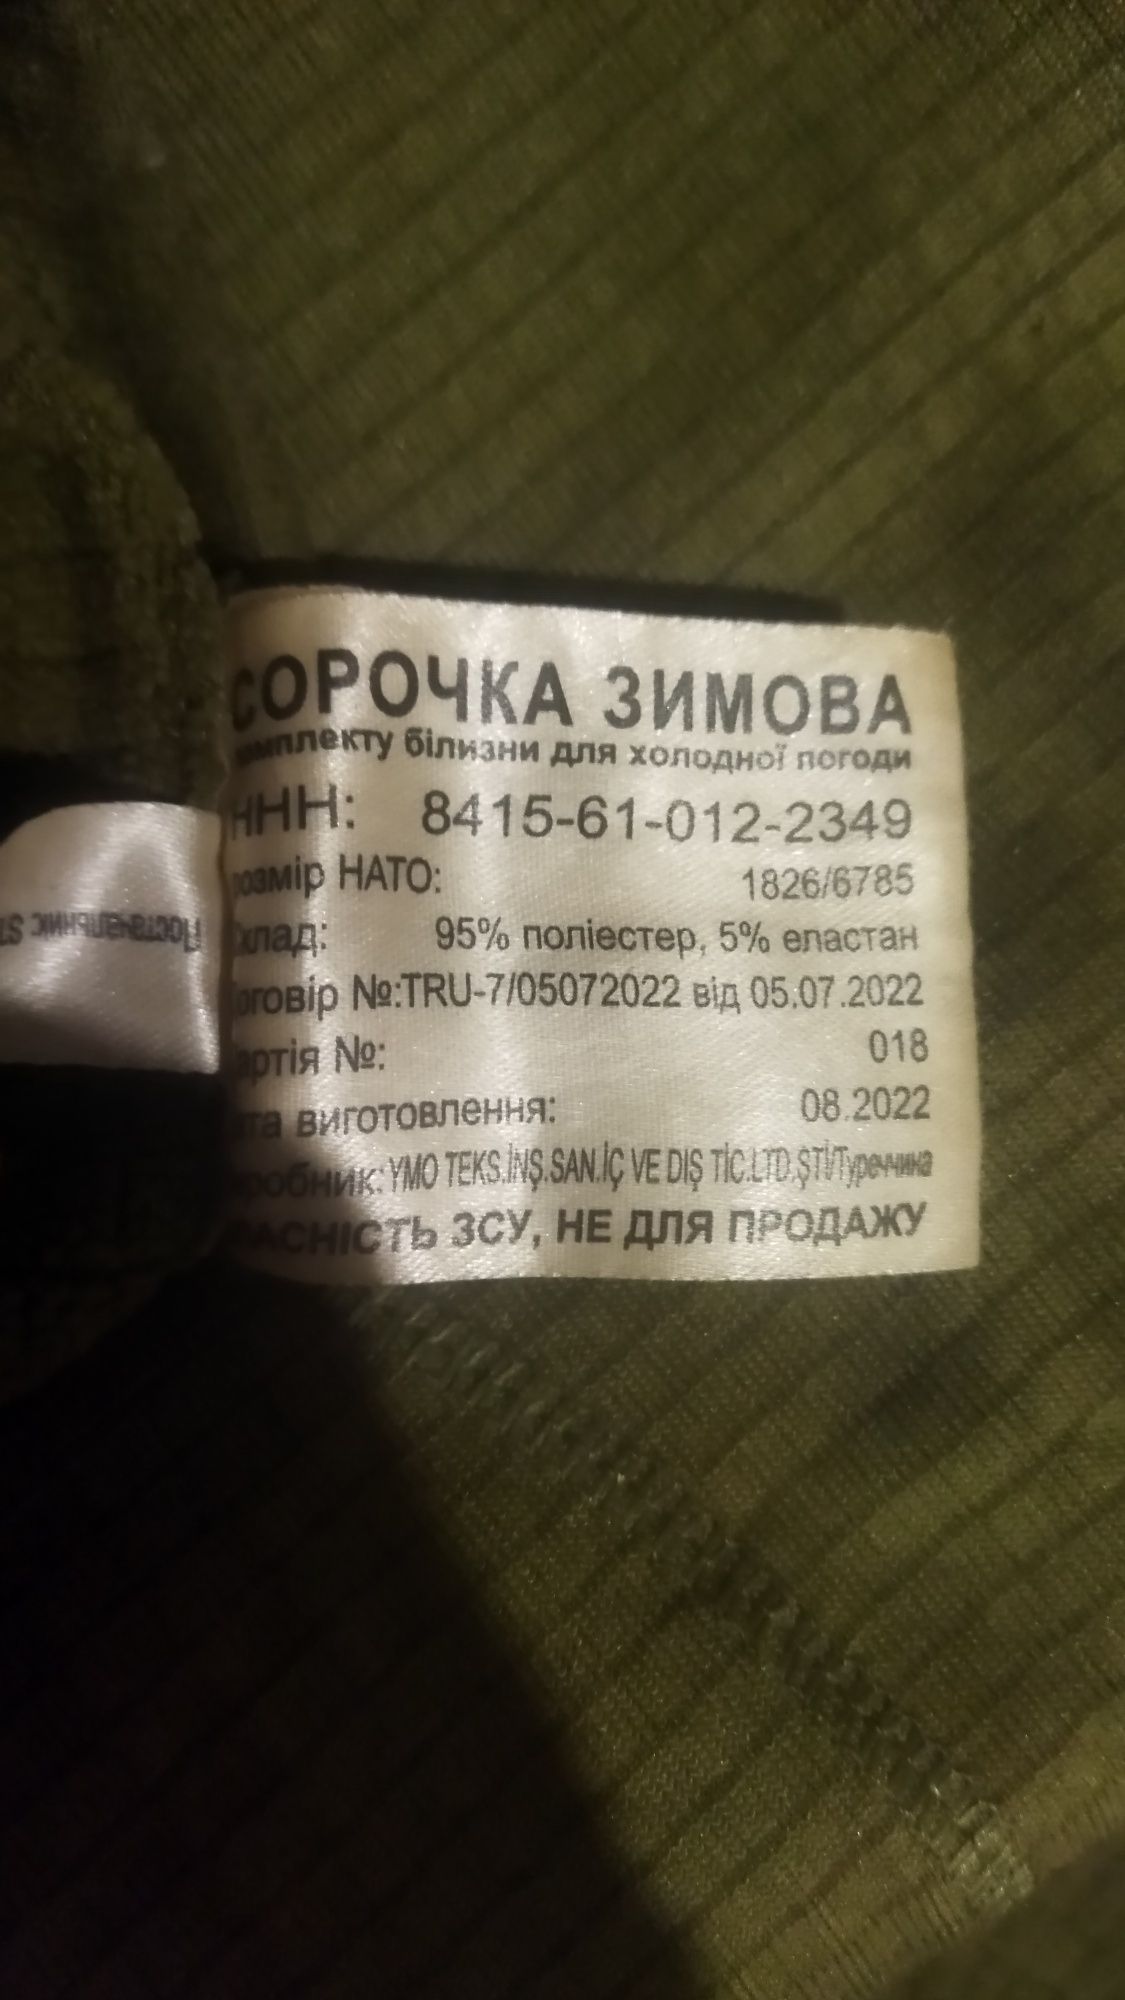 СОРОЧКА ЗИМОВА
комплекту білизни для холодної погоди
ННН: 8415-61-012-2349
розмір НАТО: 1826/6785
Склад: 95% поліестер, 5% еластан
Договір №:TRU-7/05072022 від 05.07.2022
Партія №: 018
Дата виготовлення: 08.2022
Виробник: YMO TEKS.İNŞ.SAN.İÇ VE DIŞ TİC.LTD.ŞTİ/Туреччина
ВЛАСНІСТЬ ЗСУ, НЕ ДЛЯ ПРОДАЖУ
Постачальник